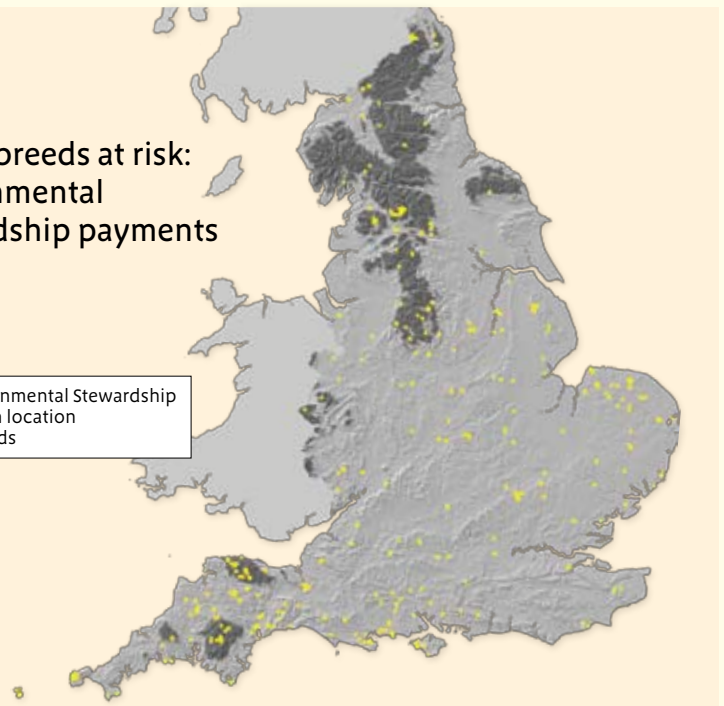 breeds at risk:
nmental
dship payments
nmental Stewardship
n location
ds